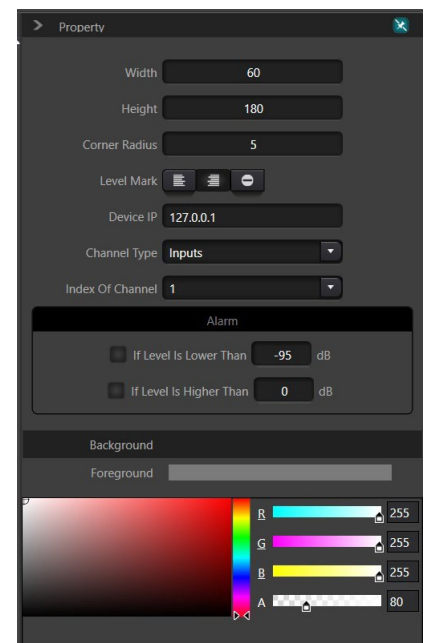 Property
Width 60
Height 180
Corner Radius 5
Level Mark
Device IP 127.0.0.1
Channel Type Inputs
Index Of Channel 1
Alarm
If Level Is Lower Than -95 dB
If Level Is Higher Than 0 dB
Background
Foreground
R 255
G 255
B 255
A 80